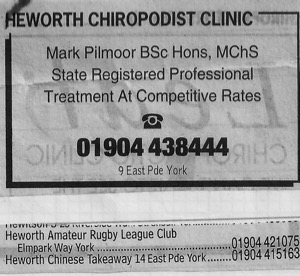 HEWORTH CHIROPODIST CLINIC
Mark Pilmoor BSc Hons, MChS
State Registered Professional
Treatment At Competitive Rates
01904 438444
9 East Pde York
Heworth Amateur Rugby League Club
Elmpark Way York ........................ 01904 421075
Heworth Chinese Takeaway 14 East Pde York ..... 01904 415163